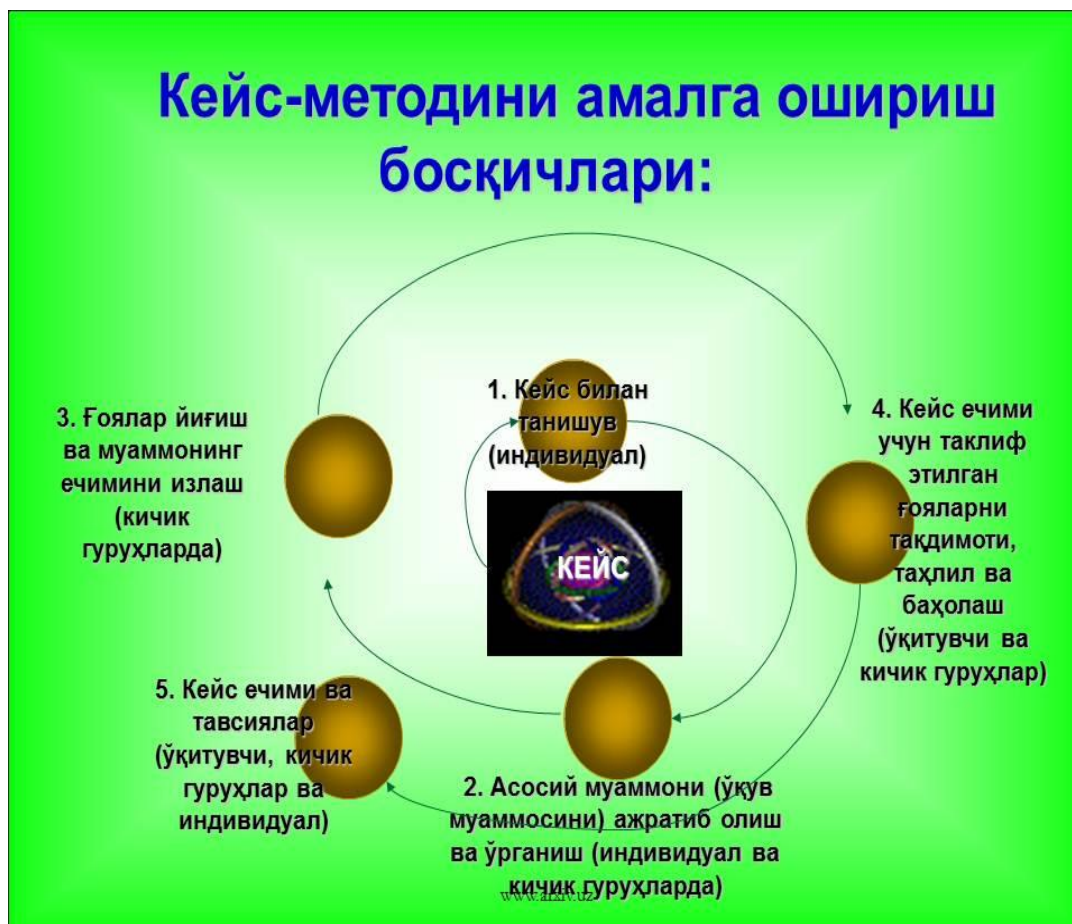 Кейс-методини амалга ошириш
босқичлари:
1. Кейс билан
танишув
(индивидуал)
КЕЙС
2. Асосий муаммони (ўқув
муаммосини) ажратиб олиш
ва ўрганиш (индивидуал ва
кичик гуруҳларда)
3. Ғоялар йиғиш
ва муаммонинг
ечимини излаш
(кичик
гуруҳларда)
4. Кейс ечими
учун таклиф
этилган
ғояларни
тақдимоти,
таҳлил ва
баҳолаш
(ўқитувчи ва
кичик гуруҳлар)
5. Кейс ечими ва
тавсиялар
(ўқитувчи, кичик
гуруҳлар ва
индивидуал)
www.arxiv.uz